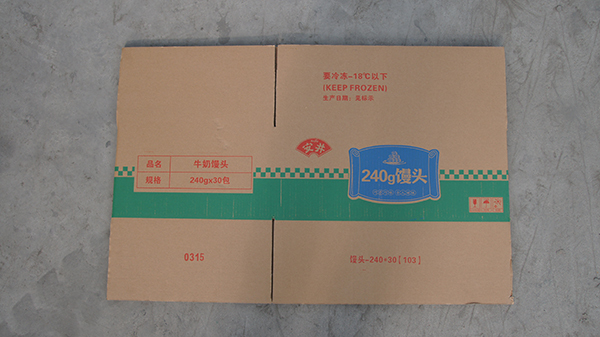 要冷冻-18℃以下
(KEEP FROZEN)
生产日期：见标示
安井
品名 牛奶馒头
规格 240gx30包
240g馒头
0315
馒头-240*30【103】